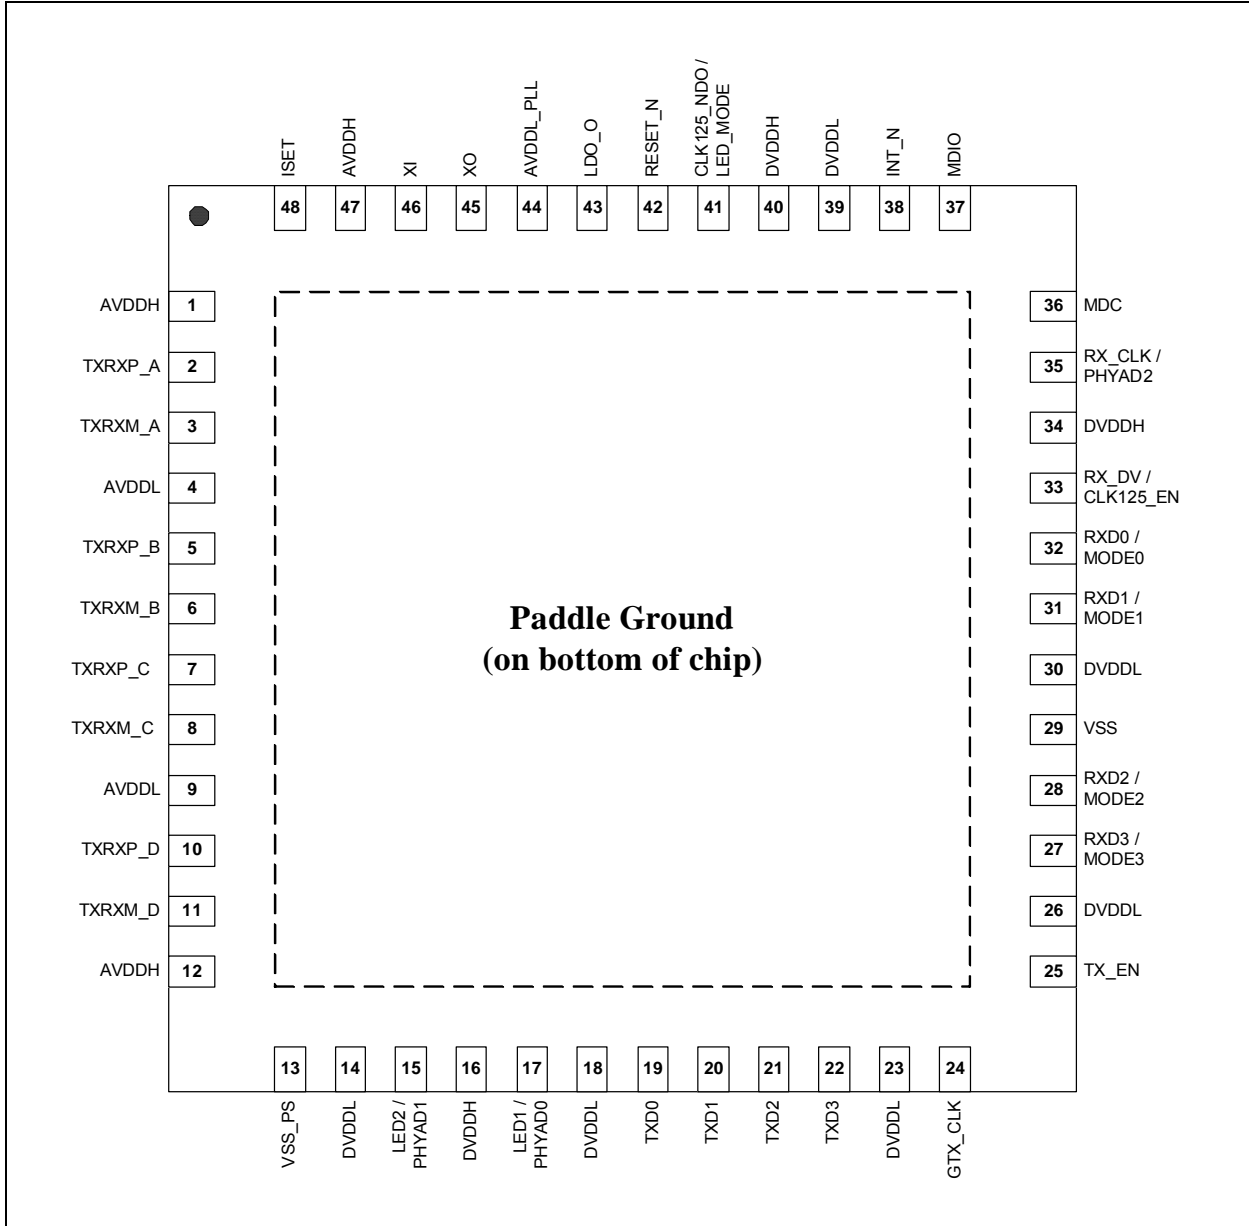 ISET
AVDDH
XI
XO
AVDDL_PLL
LDO_O
RESET_N
CLK125_NDO /
LED_MODE
DVDDH
DVDDL
INT_N
MDIO
48
47
46
45
44
43
42
41
40
39
38
37
AVDDH 1
TXRXP_A 2
TXRXM_A 3
AVDDL 4
TXRXP_B 5
TXRXM_B 6
TXRXP_C 7
TXRXM_C 8
AVDDL 9
TXRXP_D 10
TXRXM_D 11
AVDDH 12
Paddle Ground
(on bottom of chip)
36 MDC
35 RX_CLK /
PHYAD2
34 DVDDH
33 RX_DV /
CLK125_EN
32 RXD0 /
MODE0
31 RXD1 /
MODE1
30 DVDDL
29 VSS
28 RXD2 /
MODE2
27 RXD3 /
MODE3
26 DVDDL
25 TX_EN
13
14
15
16
17
18
19
20
21
22
23
24
VSS_PS
DVDDL
LED2 /
PHYAD1
DVDDH
LED1 /
PHYAD0
DVDDL
TXD0
TXD1
TXD2
TXD3
DVDDL
GTX_CLK